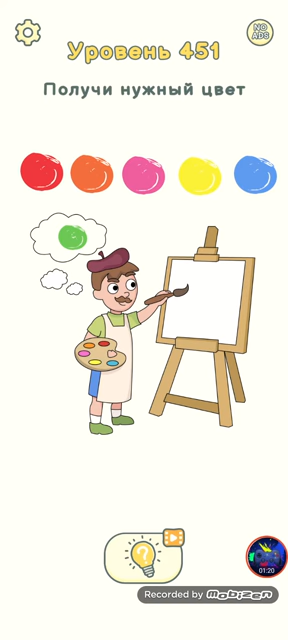 NO
ADS
Уровень 451
Получи нужный цвет
01:20
Recorded by Mobizen